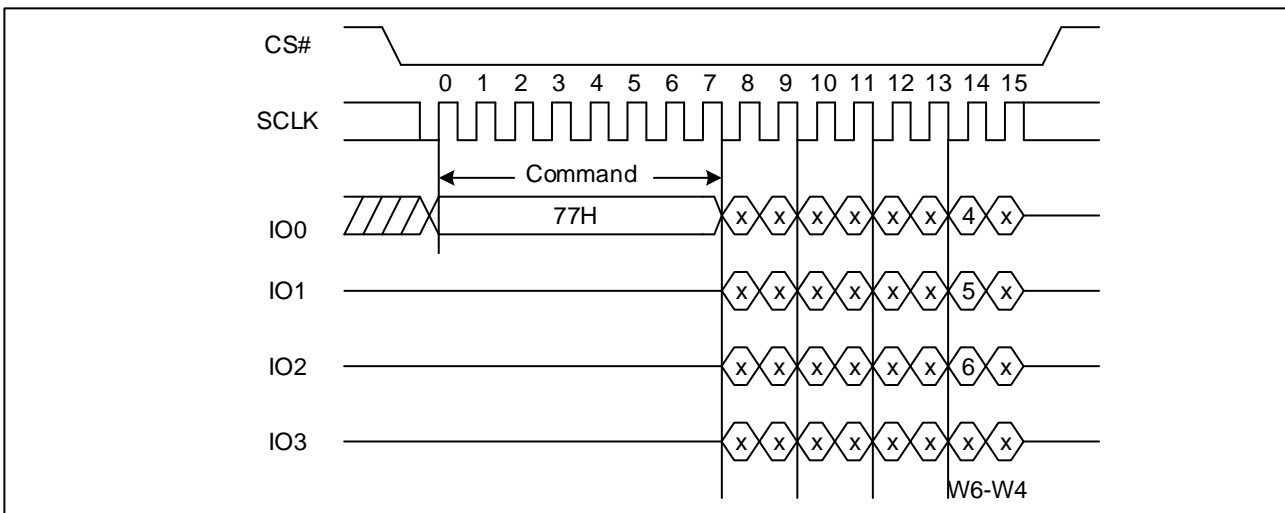 CS#
0 1 2 3 4 5 6 7 8 9 10 11 12 13 14 15
SCLK
Command
IO0 77H x x x x x x 4 x
IO1 x x x x x x 5 x
IO2 x x x x x x 6 x
IO3 x x x x x x x x
W6-W4